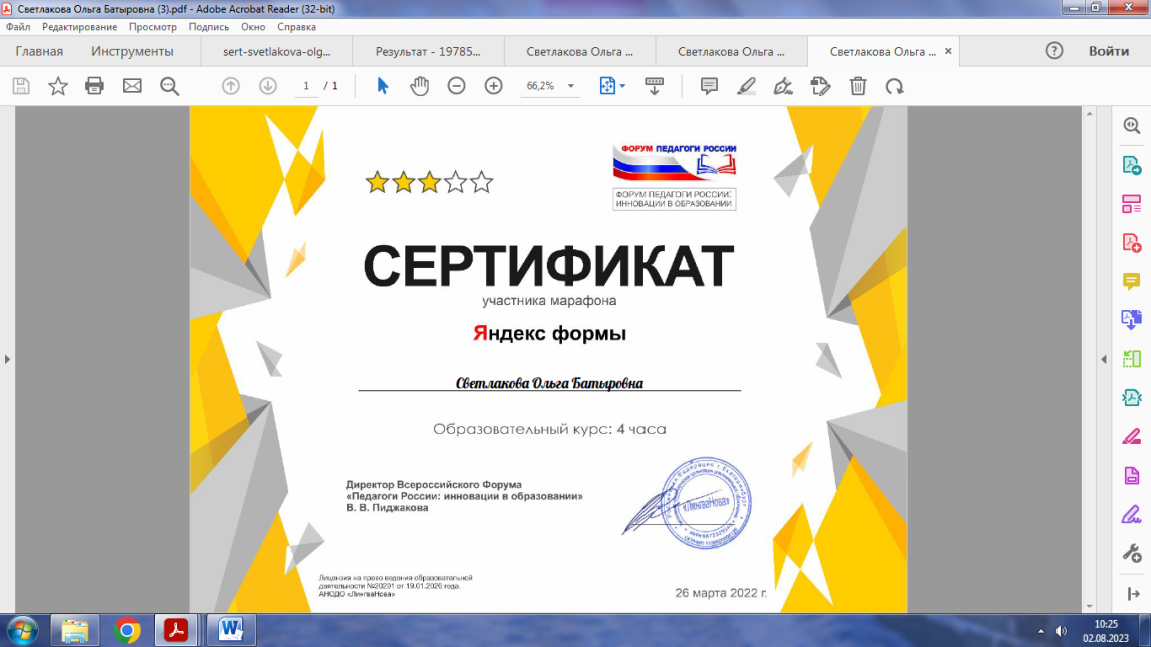 Светлакова Ольга Батыровна (3).pdf - Adobe Acrobat Reader (32-bit)
Файл Редактирование Просмотр Подпись Окно Справка
Главная Инструменты sert-svetlakova-olg... Результат - 19785... Светлакова Ольга ... Светлакова Ольга ... Светлакова Ольга ... × Войти
1 / 1 66,2%
ФОРУМ ПЕДАГОГИ РОССИИ
ФОРУМ ПЕДАГОГИ РОССИИ:
ИННОВАЦИИ В ОБРАЗОВАНИИ
СЕРТИФИКАТ
участника марафона
Яндекс формы
Светлакова Ольга Батыровна
Образовательный курс: 4 часа
Директор Всероссийского Форума
«Педагоги России: инновации в образовании»
В. В. Пиджакова
«ЛингваНова»
Лицензия на право ведения образовательной
деятельности №20201 от 19.01.2020 года.
АНСДО «ЛингваНова»
26 марта 2022 г.
10:25
02.08.2023